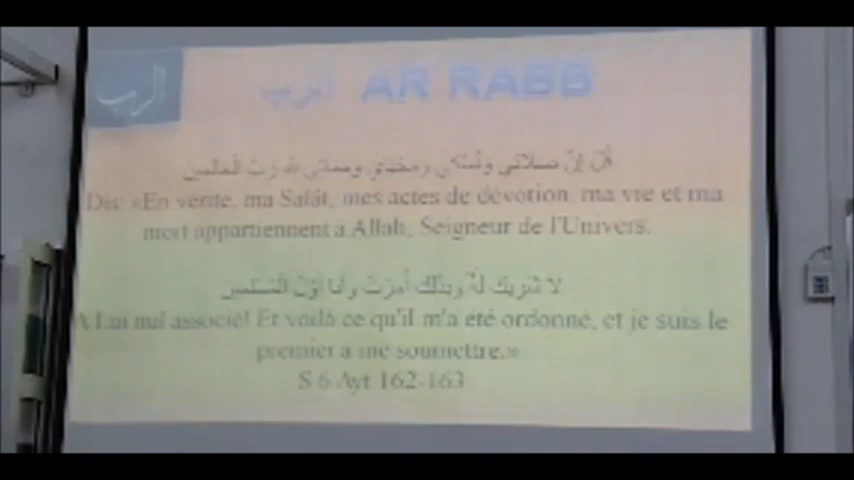 الرب
الرب AR RABB
قُلْ إِنَّ صَلَاتِي وَنُسُكِي وَمَحْيَايَ وَمَمَاتِي لِلَّهِ رَبِّ الْعَالَمِينَ
Dis: «En vérité, ma Salât, mes actes de dévotion, ma vie et ma
mort appartiennent à Allah, Seigneur de l'Univers.
لَا شَرِيكَ لَهُ وَبِذَٰلِكَ أُمِرْتُ وَأَنَا أَوَّلُ الْمُسْلِمِينَ
A Lui nul associé! Et voilà ce qu'il m'a été ordonné, et je suis le
premier à me soumettre.»
S 6 Ayt 162-163